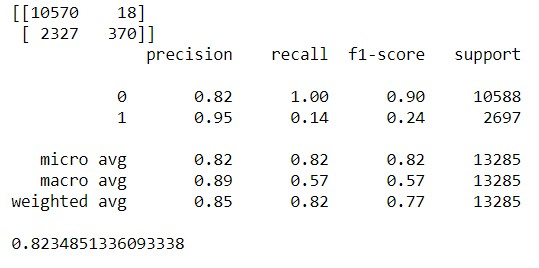 [[10570    18]
 [ 2327   370]]
              precision    recall  f1-score   support

           0       0.82      1.00      0.90     10588
           1       0.95      0.14      0.24      2697

   micro avg       0.82      0.82      0.82     13285
   macro avg       0.89      0.57      0.57     13285
weighted avg       0.85      0.82      0.77     13285

0.8234851336093338